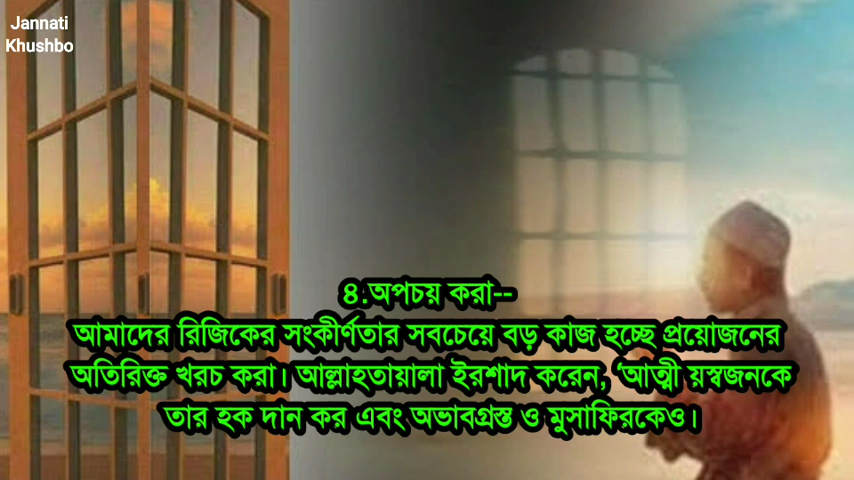 Jannati
Khushbo
৪:অপচয় করা--
আমাদের রিজিকের সংকীর্ণতার সবচেয়ে বড় কাজ হচ্ছে প্রয়োজনের
অতিরিক্ত খরচ করা। আল্লাহতায়ালা ইরশাদ করেন, ‘আত্মী য়স্বজনকে
তার হক দান কর এবং অভাবগ্রস্ত ও মুসাফিরকেও।